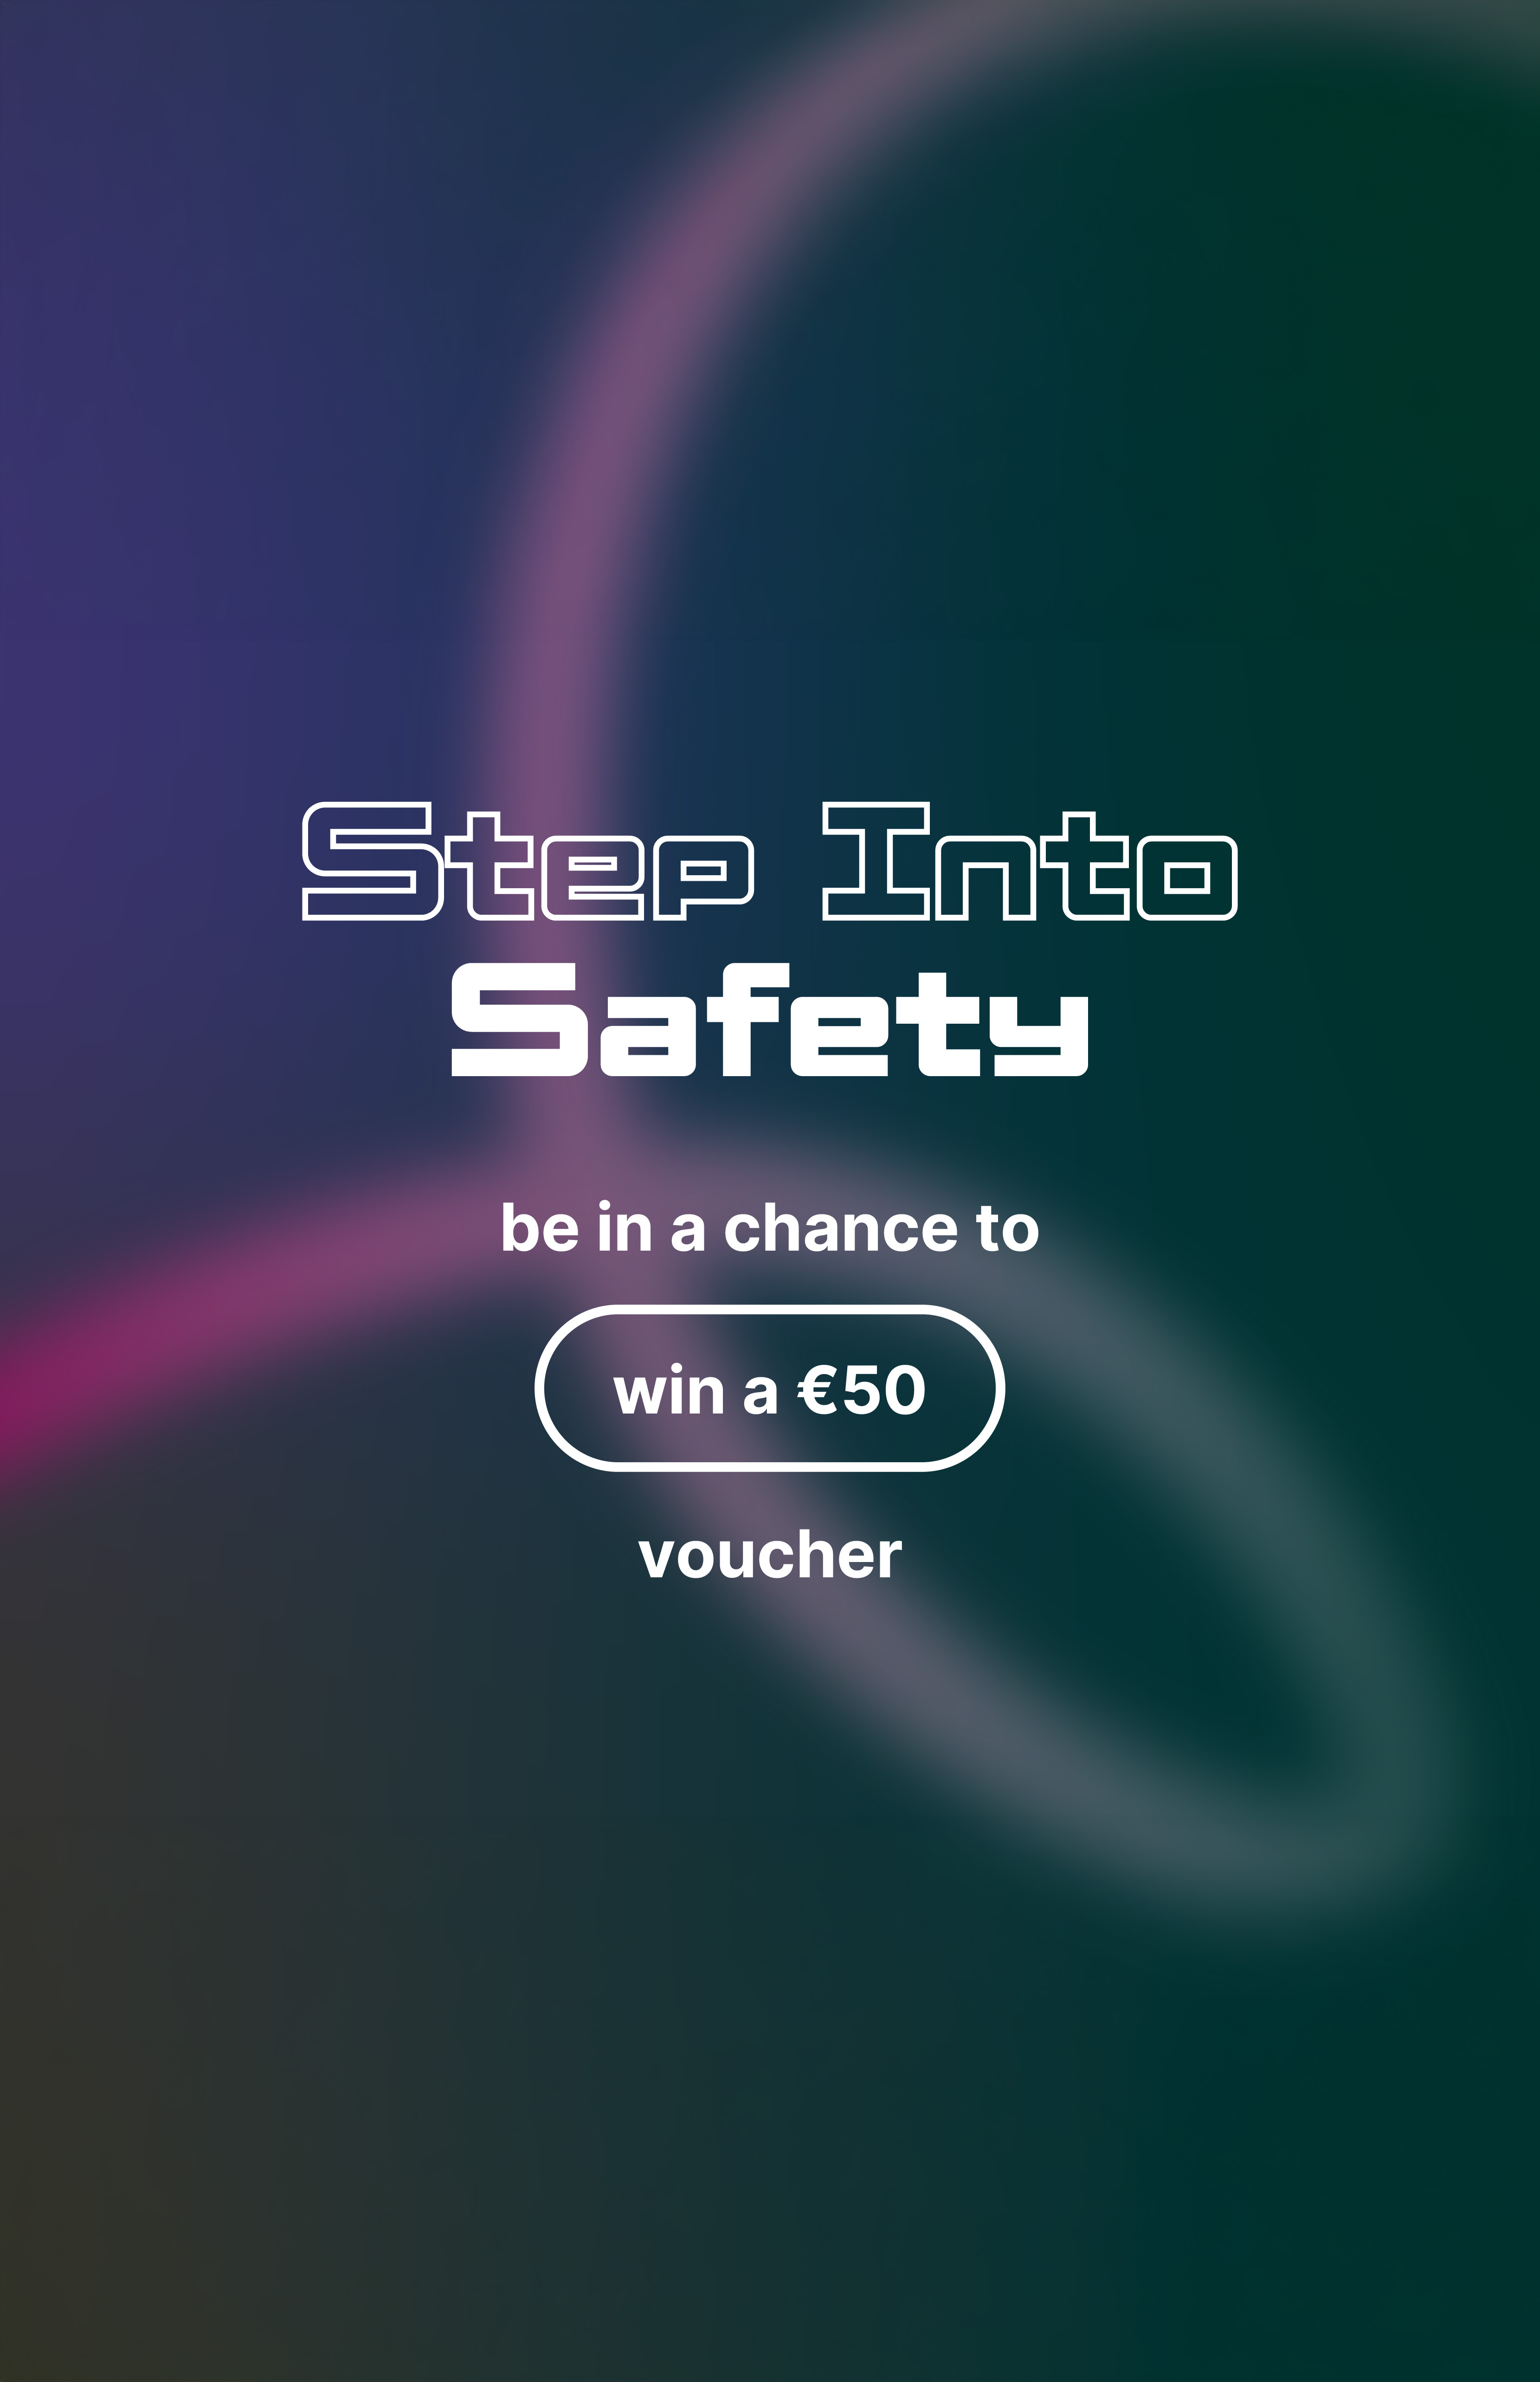 Step Into
Safety
be in a chance to
win a €50
voucher